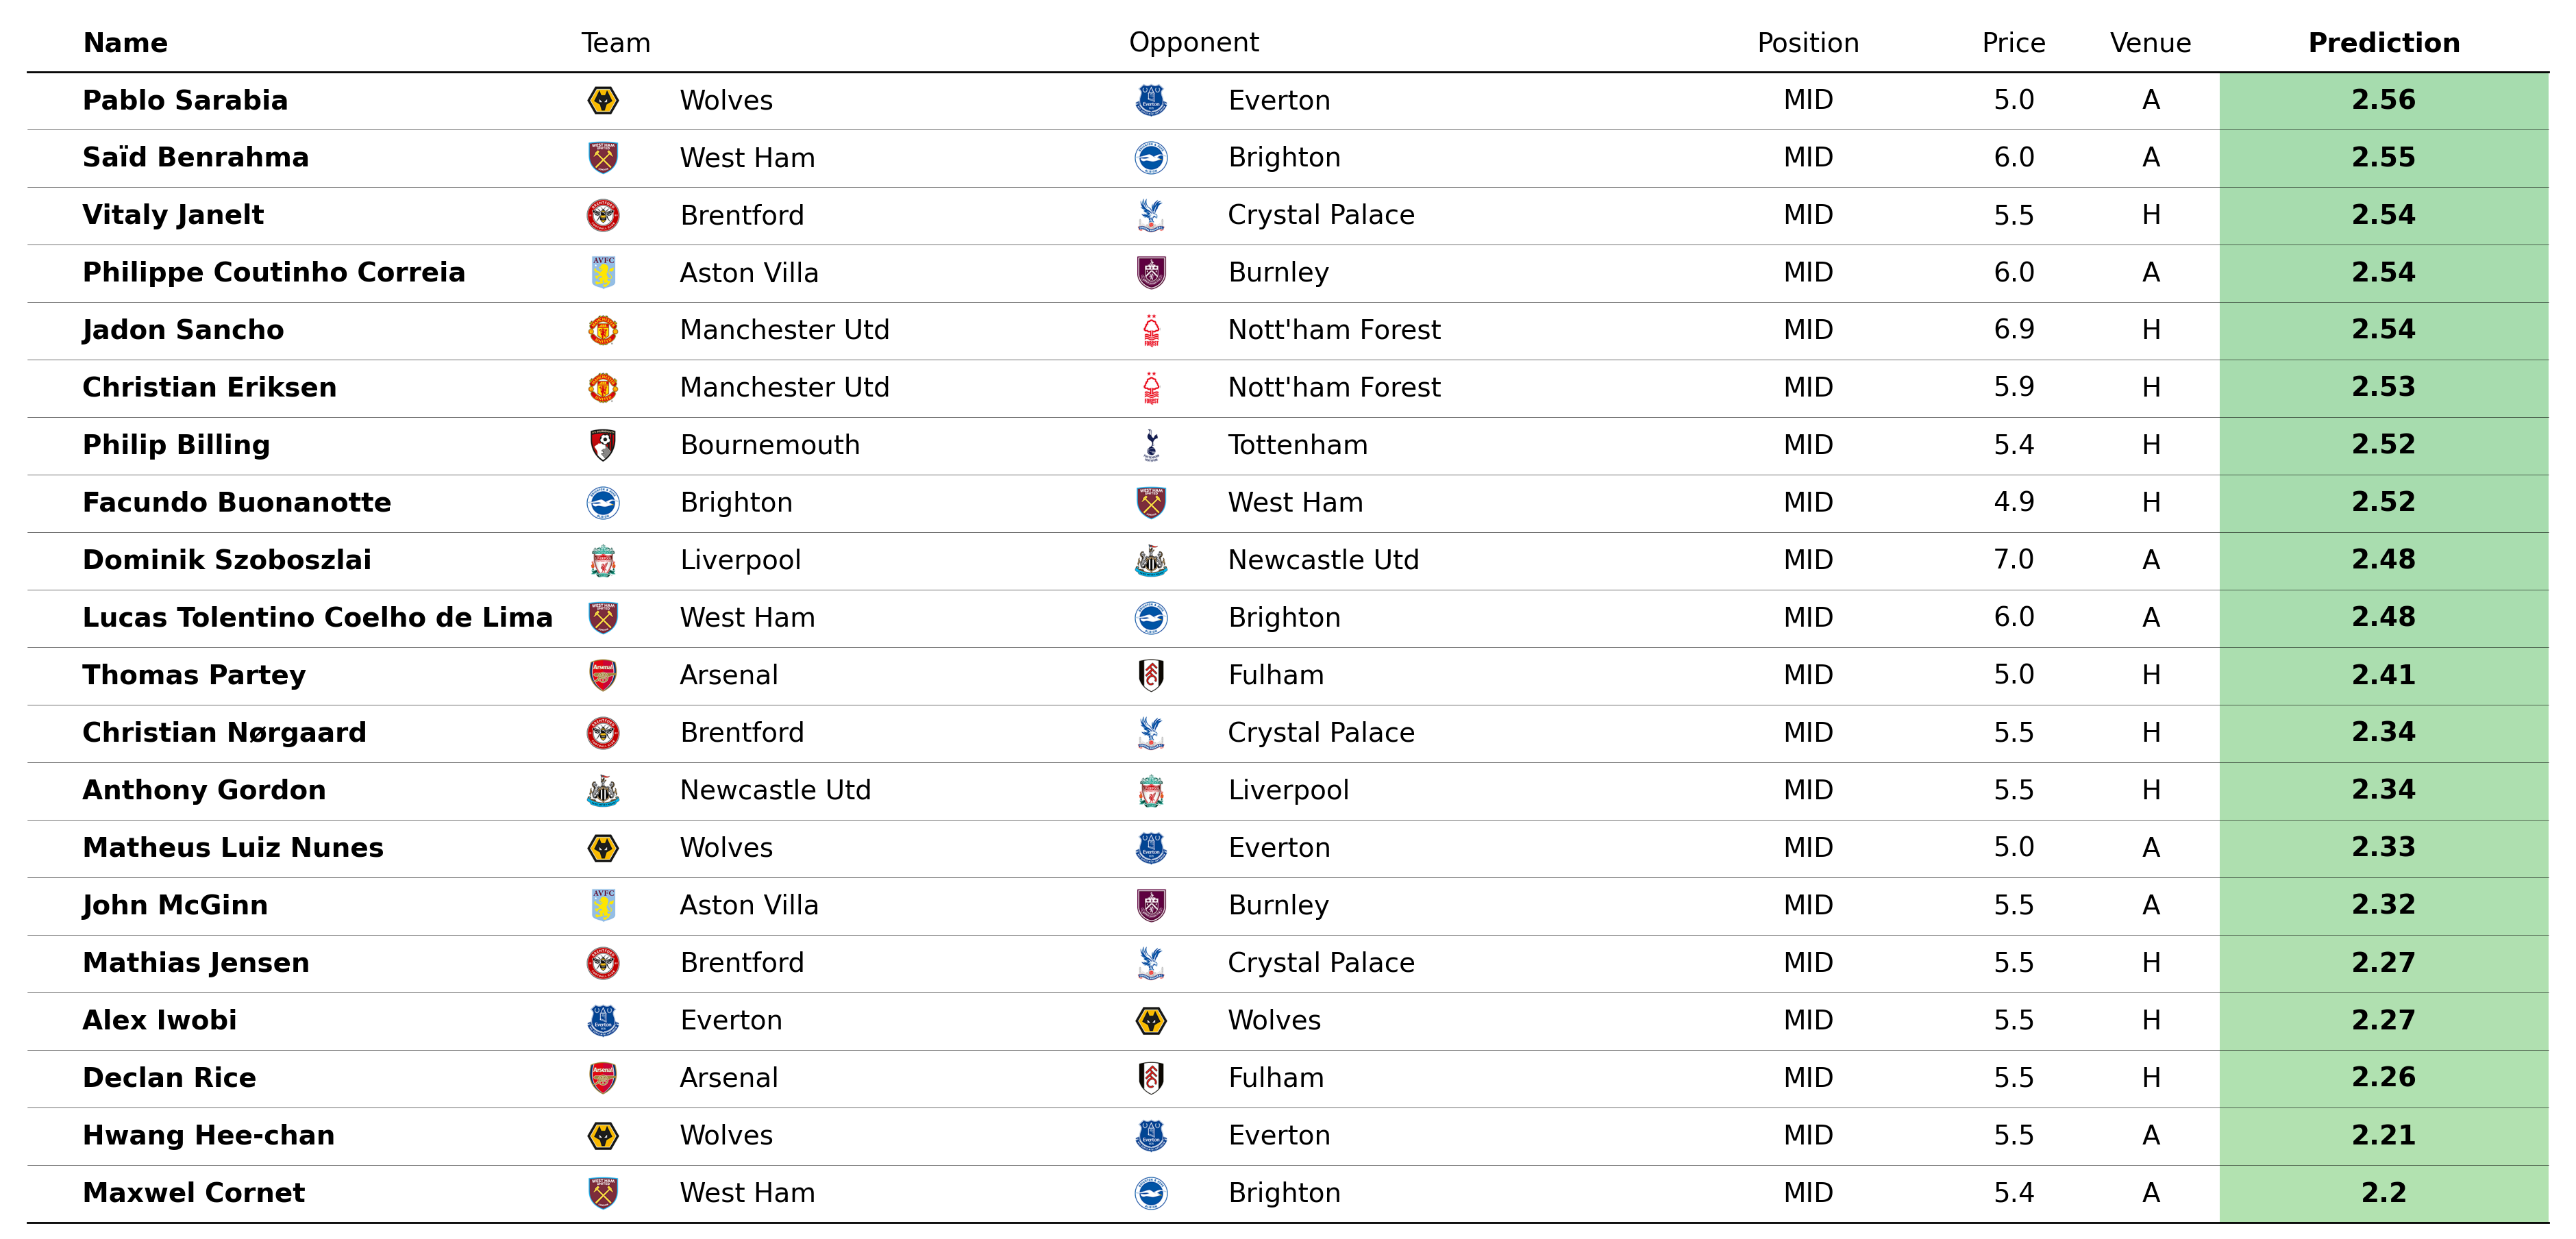 Name Team Opponent Position Price Venue Prediction
Pablo Sarabia Wolves Everton MID 5.0 A 2.56
Saïd Benrahma West Ham Brighton MID 6.0 A 2.55
Vitaly Janelt Brentford Crystal Palace MID 5.5 H 2.54
Philippe Coutinho Correia Aston Villa Burnley MID 6.0 A 2.54
Jadon Sancho Manchester Utd Nott'ham Forest MID 6.9 H 2.54
Christian Eriksen Manchester Utd Nott'ham Forest MID 5.9 H 2.53
Philip Billing Bournemouth Tottenham MID 5.4 H 2.52
Facundo Buonanotte Brighton West Ham MID 4.9 H 2.52
Dominik Szoboszlai Liverpool Newcastle Utd MID 7.0 A 2.48
Lucas Tolentino Coelho de Lima West Ham Brighton MID 6.0 A 2.48
Thomas Partey Arsenal Fulham MID 5.0 H 2.41
Christian Nørgaard Brentford Crystal Palace MID 5.5 H 2.34
Anthony Gordon Newcastle Utd Liverpool MID 5.5 H 2.34
Matheus Luiz Nunes Wolves Everton MID 5.0 A 2.33
John McGinn Aston Villa Burnley MID 5.5 A 2.32
Mathias Jensen Brentford Crystal Palace MID 5.5 H 2.27
Alex Iwobi Everton Wolves MID 5.5 H 2.27
Declan Rice Arsenal Fulham MID 5.5 H 2.26
Hwang Hee-chan Wolves Everton MID 5.5 A 2.21
Maxwel Cornet West Ham Brighton MID 5.4 A 2.2